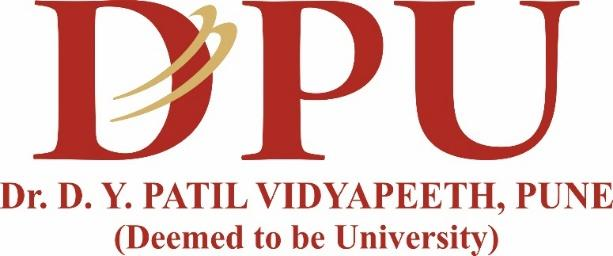 DPU
Dr. D. Y. PATIL VIDYAPEETH, PUNE
(Deemed to be University)